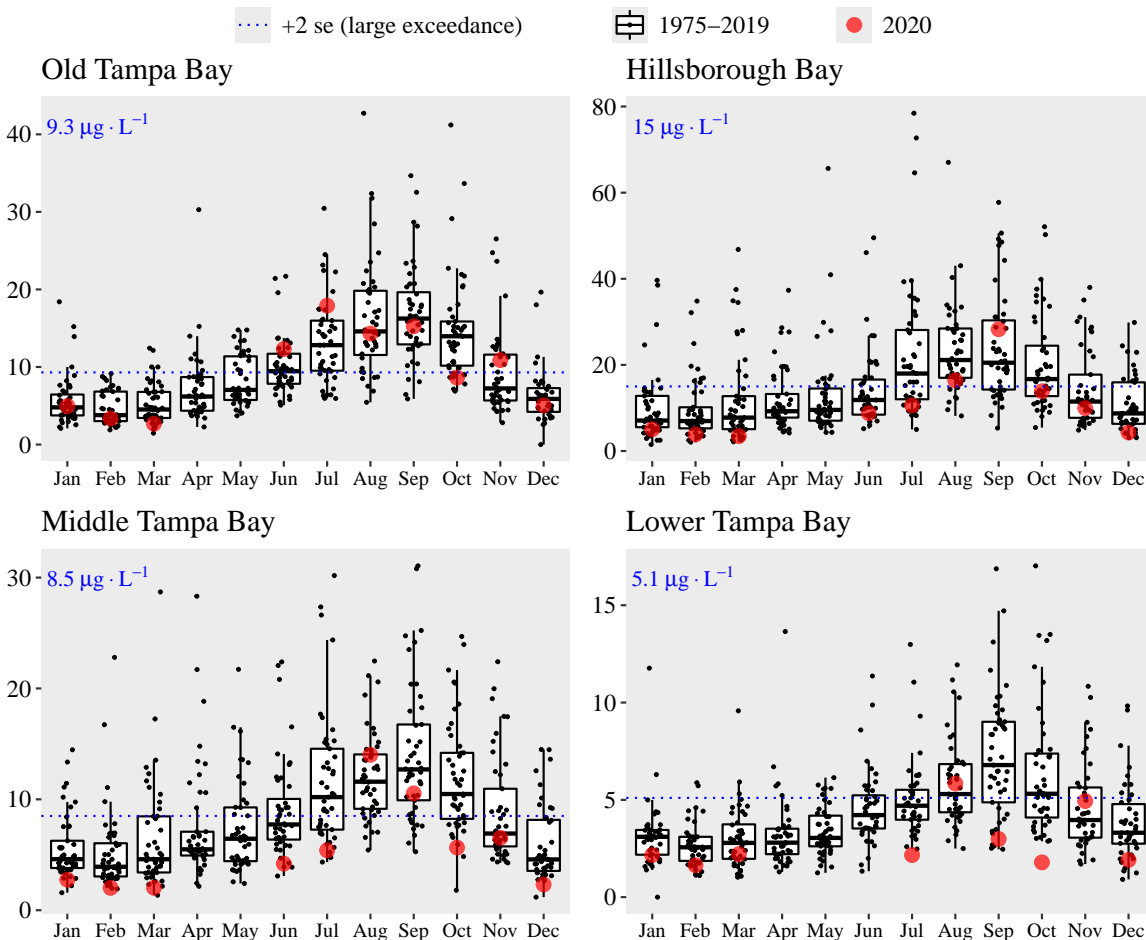 +2 se (large exceedance) 1975–2019 2020
Old Tampa Bay
9.3 μg · L⁻¹
40
30
20
10
0
Jan Feb Mar Apr May Jun Jul Aug Sep Oct Nov Dec
Hillsborough Bay
15 μg · L⁻¹
80
60
40
20
0
Jan Feb Mar Apr May Jun Jul Aug Sep Oct Nov Dec
Middle Tampa Bay
8.5 μg · L⁻¹
30
20
10
0
Jan Feb Mar Apr May Jun Jul Aug Sep Oct Nov Dec
Lower Tampa Bay
5.1 μg · L⁻¹
15
10
5
0
Jan Feb Mar Apr May Jun Jul Aug Sep Oct Nov Dec